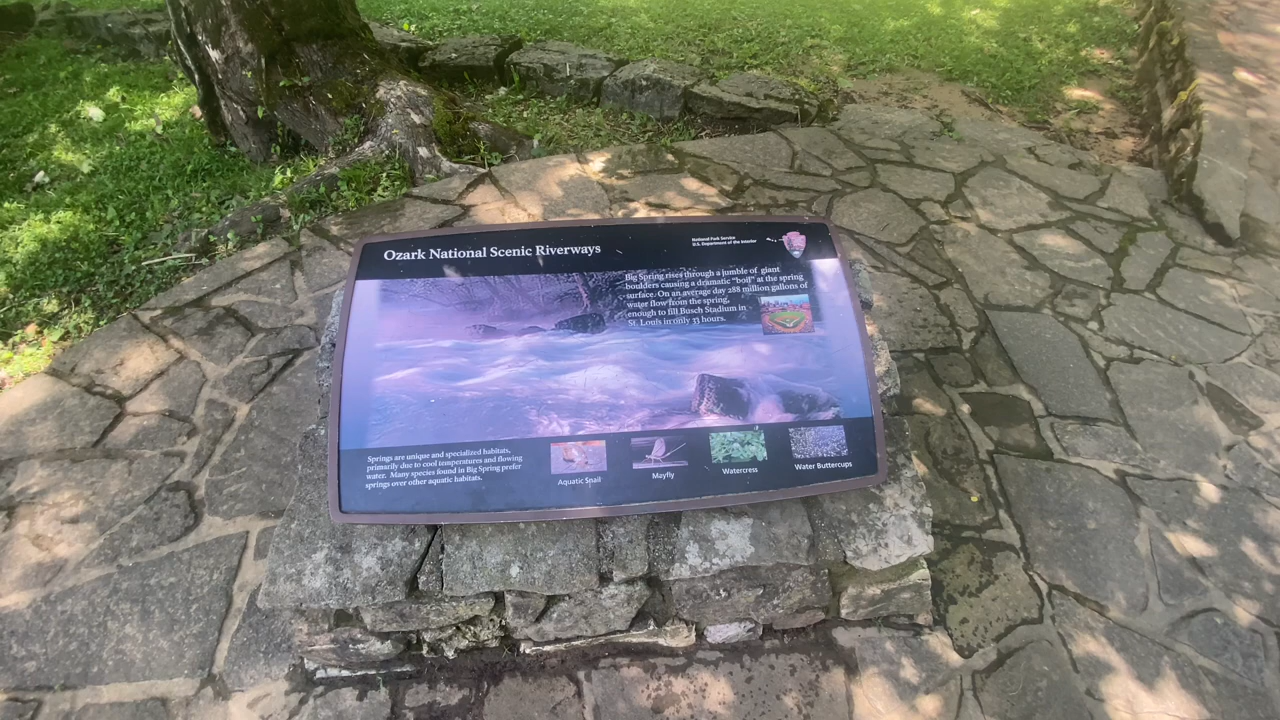 Ozark National Scenic Riverways
National Park Service
U.S. Department of the Interior
Big Spring rises through a jumble of giant
boulders causing a dramatic "boil" at the spring
surface. On an average day 288 million gallons of
water flow from the spring,
enough to fill Busch Stadium in
St. Louis in only 33 hours.
Springs are unique and specialized habitats,
primarily due to cool temperatures and flowing
water. Many species found in Big Spring prefer
springs over other aquatic habitats.
Aquatic Snail
Mayfly
Watercress
Water Buttercups